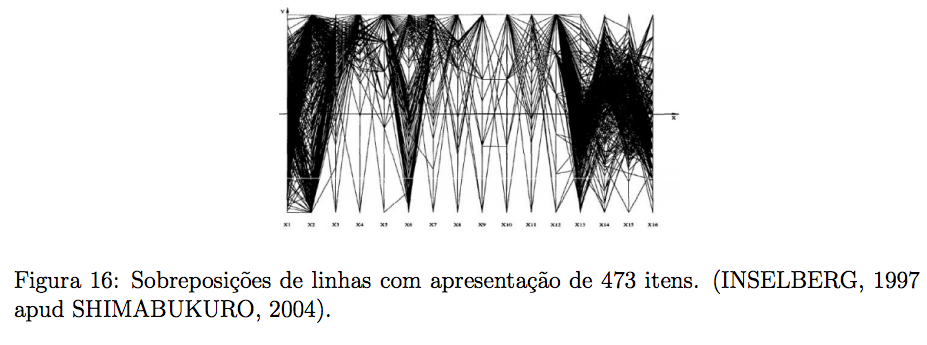 Y
X
X1 X2 X3 X4 X5 X6 X7 X8 X9 X10 X11 X12 X13 X14 X15 X16
Figura 16: Sobreposições de linhas com apresentação de 473 itens. (INSELBERG, 1997
apud SHIMABUKURO, 2004).